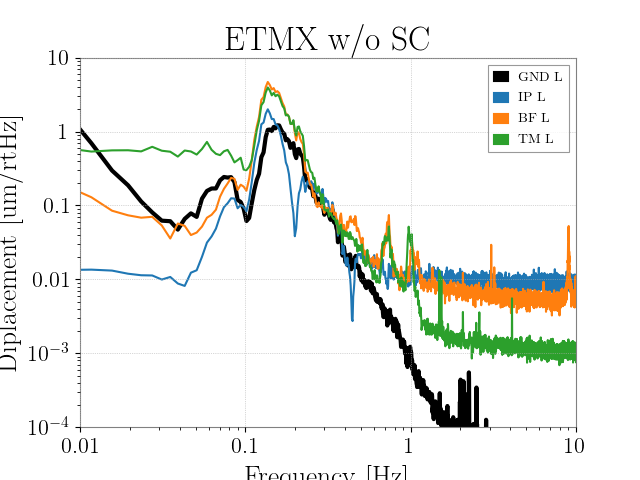 ETMX w/o SC
Diplacement [um/rtHz]
10
1
0.1
0.01
10⁻³
10⁻⁴
GND L
IP L
BF L
TM L
0.01
0.1
1
10
Frequency [Hz]